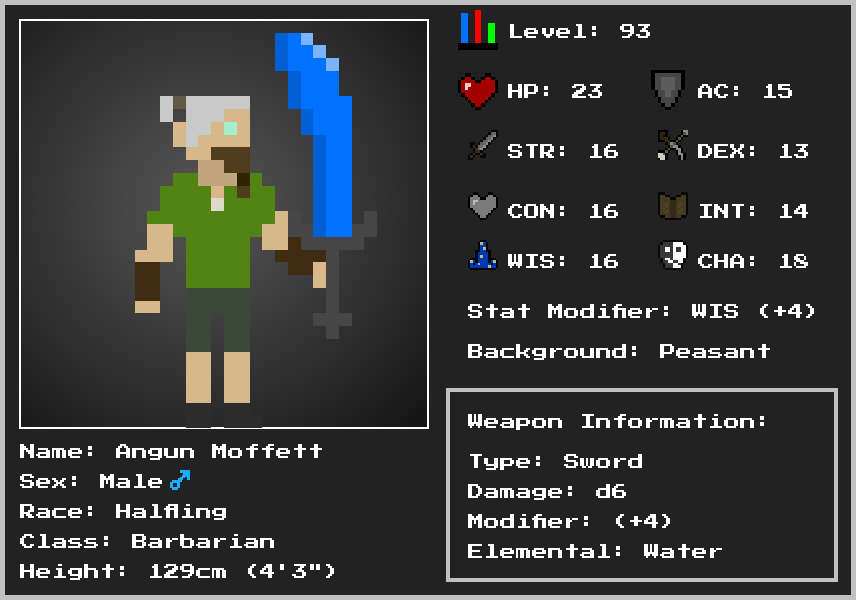 Level: 93
HP: 23
AC: 15
STR: 16
DEX: 13
CON: 16
INT: 14
WIS: 16
CHA: 18
Stat Modifier: WIS (+4)
Background: Peasant
Weapon Information:
Type: Sword
Damage: d6
Modifier: (+4)
Elemental: Water
Name: Angun Moffett
Sex: Male ♂
Race: Halfling
Class: Barbarian
Height: 129cm (4'3")